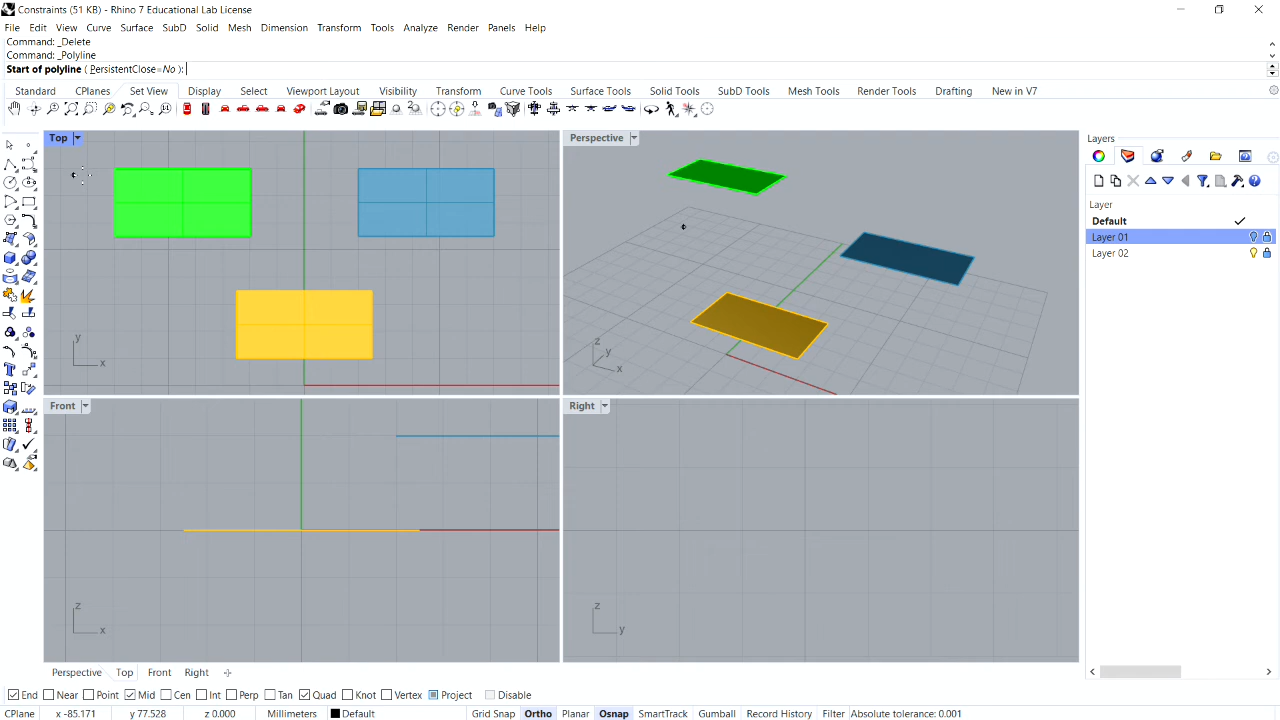 Constraints (51 KB) - Rhino 7 Educational Lab License
File Edit View Curve Surface Solid SubD Mesh Dimension Transform Tools Analyze Render Panels Help
Command: _Delete
Command: _Polyline
Start of polyline ( PersistentClose=No ):
Standard CPlanes Set View Display Select Viewport Layout Visibility Transform Curve Tools Surface Tools Solid Tools SubD Tools Mesh Tools Render Tools Drafting New in V7
Top
Perspective
Layers
Layer
Default
Layer 01
Layer 02
y
x
z
y
x
Front
Right
z
x
z
y
Perspective Top Front Right
End Near Point Mid Cen Int Perp Tan Quad Knot Vertex Project Disable
CPlane x -85.171 y 77.528 z 0.000 Millimeters Default Grid Snap Ortho Planar Osnap SmartTrack Gumball Record History Filter Absolute tolerance: 0.001